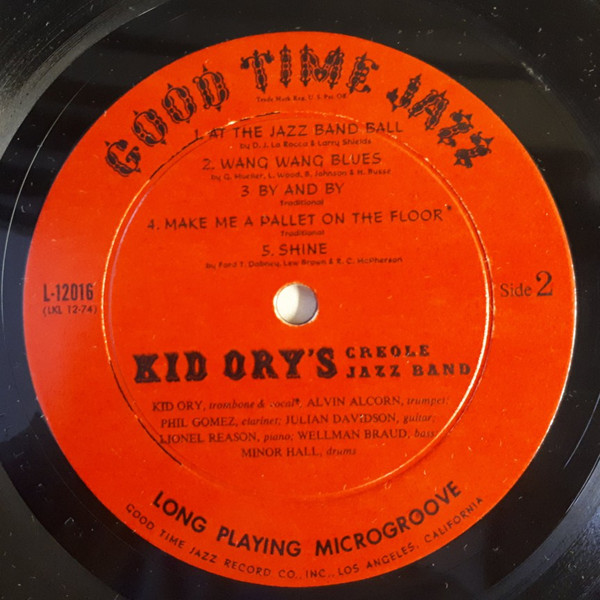 GOOD TIME JAZZ
Trade Mark Reg. U. S. Pat. Off.
1. AT THE JAZZ BAND BALL
by D. J. La Rocca & Larry Shields
2. WANG WANG BLUES
by G. Mueller, L. Wood, B. Johnson & H. Busse
3 BY AND BY
Traditional
4. MAKE ME A PALLET ON THE FLOOR*
Traditional
5. SHINE
by Ford T. Dabney, Lew Brown & R. C. McPherson
L-12016
(LKL 12-74)
Side 2
KID ORY'S CREOLE JAZZ BAND
KID ORY, trombone & vocal*, ALVIN ALCORN, trumpet;
PHIL GOMEZ, clarinet; JULIAN DAVIDSON, guitar;
LIONEL REASON, piano; WELLMAN BRAUD, bass;
MINOR HALL, drums
LONG PLAYING MICROGROOVE
GOOD TIME JAZZ RECORD CO., INC., LOS ANGELES, CALIFORNIA